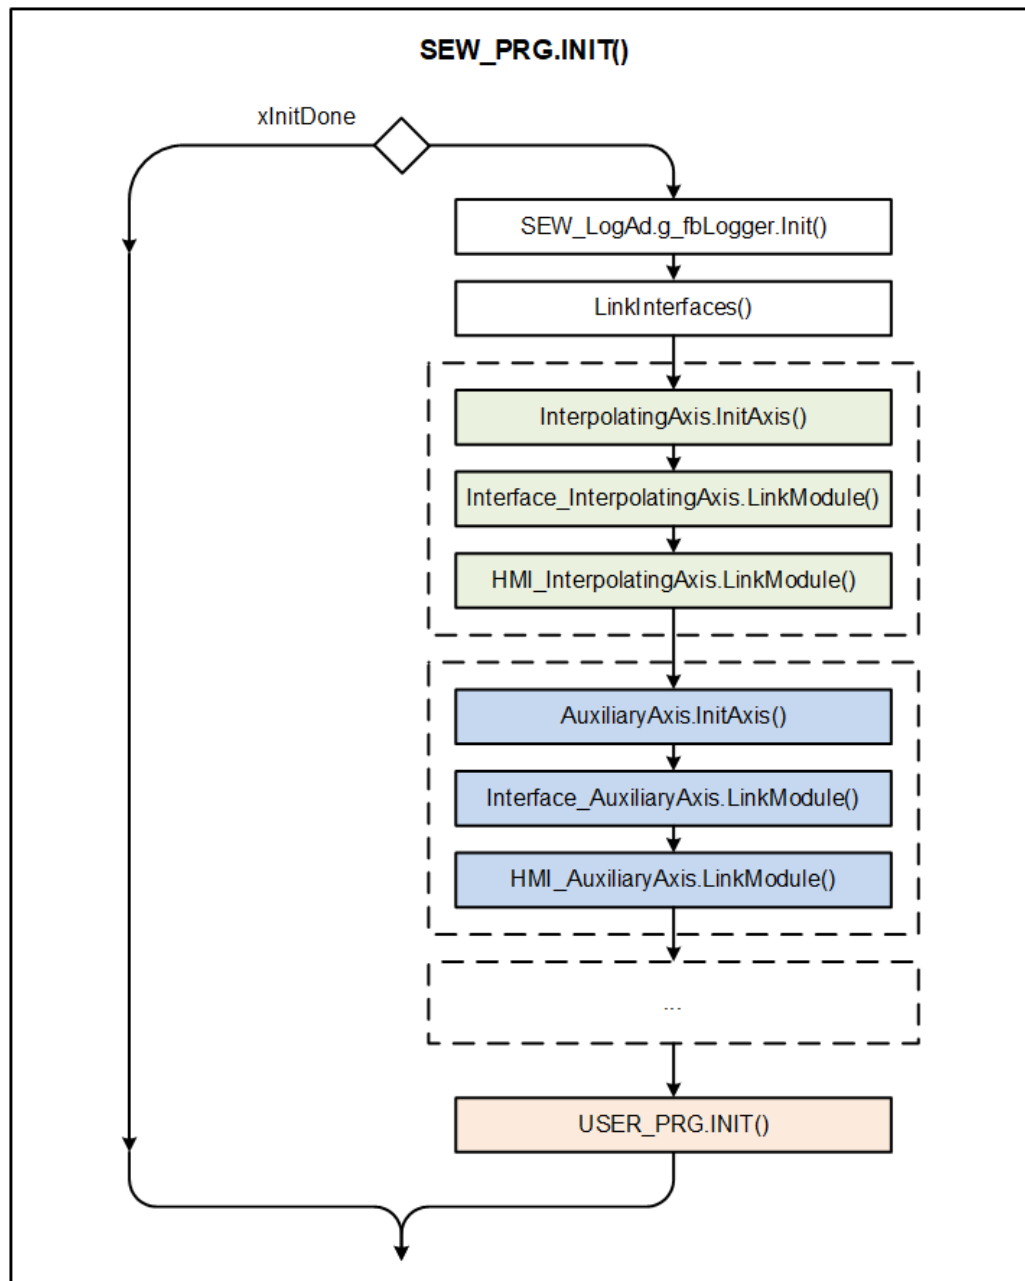 SEW_PRG.INIT()
xInitDone
SEW_LogAd.g_fbLogger.Init()
LinkInterfaces()
InterpolatingAxis.InitAxis()
Interface_InterpolatingAxis.LinkModule()
HMI_InterpolatingAxis.LinkModule()
AuxiliaryAxis.InitAxis()
Interface_AuxiliaryAxis.LinkModule()
HMI_AuxiliaryAxis.LinkModule()
...
USER_PRG.INIT()